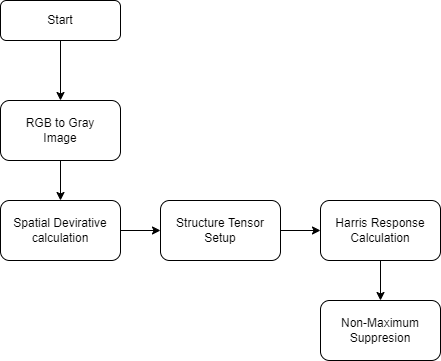 Start
RGB to Gray
Image
Spatial Devirative
calculation
Structure Tensor
Setup
Harris Response
Calculation
Non-Maximum
Suppresion